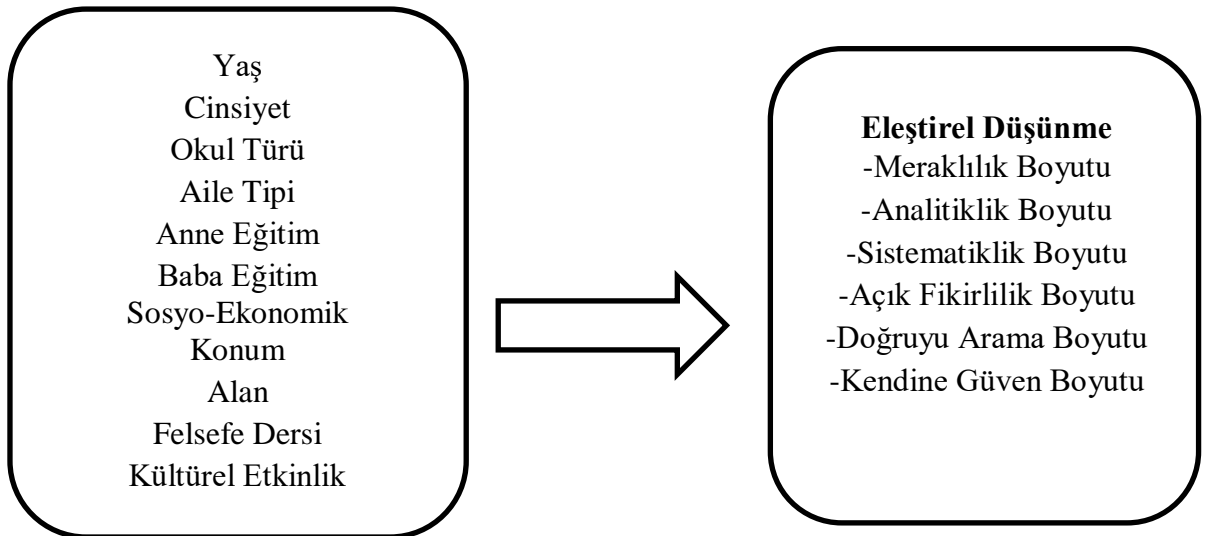 Yaş
Cinsiyet
Okul Türü
Aile Tipi
Anne Eğitim
Baba Eğitim
Sosyo-Ekonomik
Konum
Alan
Felsefe Dersi
Kültürel Etkinlik
Eleştirel Düşünme
-Meraklılık Boyutu
-Analitiklik Boyutu
-Sistematiklik Boyutu
-Açık Fikirlilik Boyutu
-Doğruyu Arama Boyutu
-Kendine Güven Boyutu